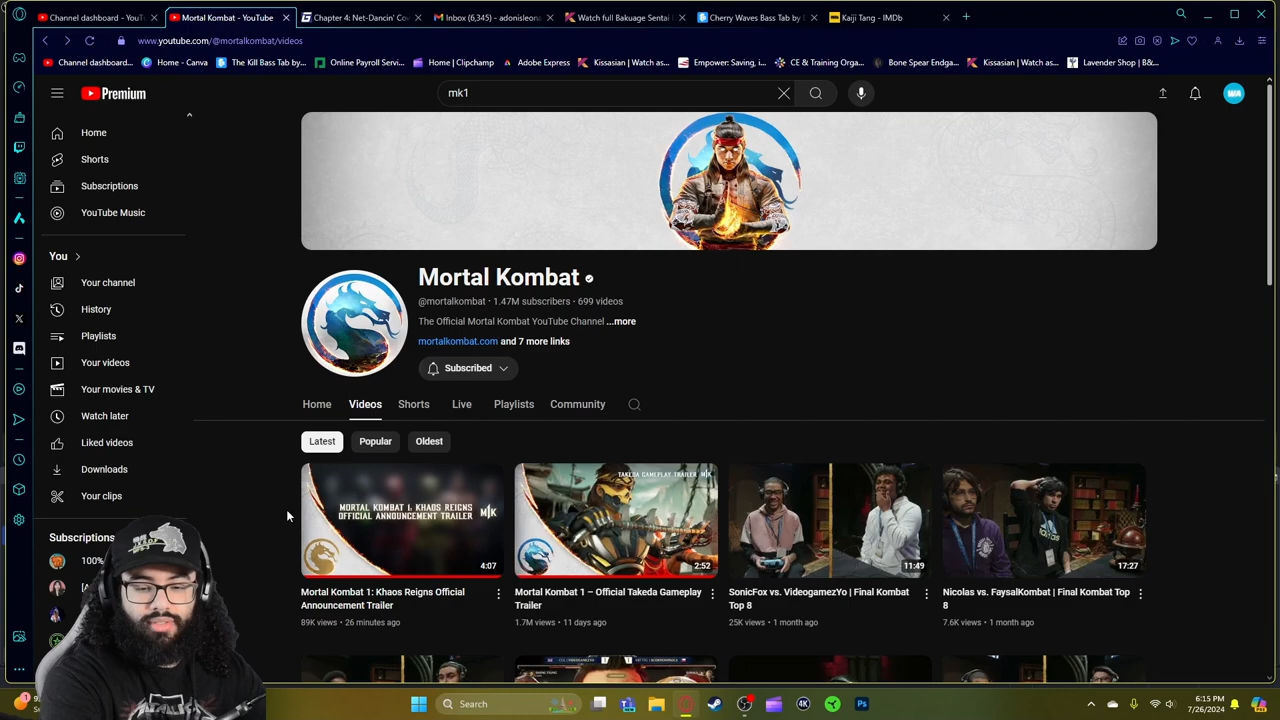 Channel dashboard - YouT
Mortal Kombat - YouTube
Chapter 4: Net-Dancin' Co
Inbox (6,345) - adonisleon
Watch full Bakuage Sentai
Cherry Waves Bass Tab by
Kaiji Tang - IMDb
www.youtube.com/@mortalkombat/videos
Channel dashboard...
Home - Canva
The Kill Bass Tab by...
Online Payroll Servi...
Home | Clipchamp
Adobe Express
Kissasian | Watch as...
Empower: Saving, i...
CE & Training Orga...
Bone Spear Endga...
Kissasian | Watch as...
Lavender Shop | B&...
Premium
mk1
WA
Home
Shorts
Subscriptions
YouTube Music
You
Your channel
History
Playlists
Your videos
Your movies & TV
Watch later
Liked videos
Downloads
Your clips
Subscriptions
100%
Mortal Kombat
@mortalkombat · 1.47M subscribers · 699 videos
The Official Mortal Kombat YouTube Channel ...more
mortalkombat.com and 7 more links
Subscribed
Home
Videos
Shorts
Live
Playlists
Community
Latest
Popular
Oldest
MORTAL KOMBAT 1: KHAOS REIGNS
OFFICIAL ANNOUNCEMENT TRAILER
4:07
TAKEDA GAMEPLAY TRAILER
2:52
11:49
17:27
Mortal Kombat 1: Khaos Reigns Official
Announcement Trailer
89K views · 26 minutes ago
Mortal Kombat 1 – Official Takeda Gameplay
Trailer
1.7M views · 11 days ago
SonicFox vs. VideogamezYo | Final Kombat
Top 8
25K views · 1 month ago
Nicolas vs. FaysalKombat | Final Kombat Top
8
7.6K views · 1 month ago
Search
6:15 PM
7/26/2024